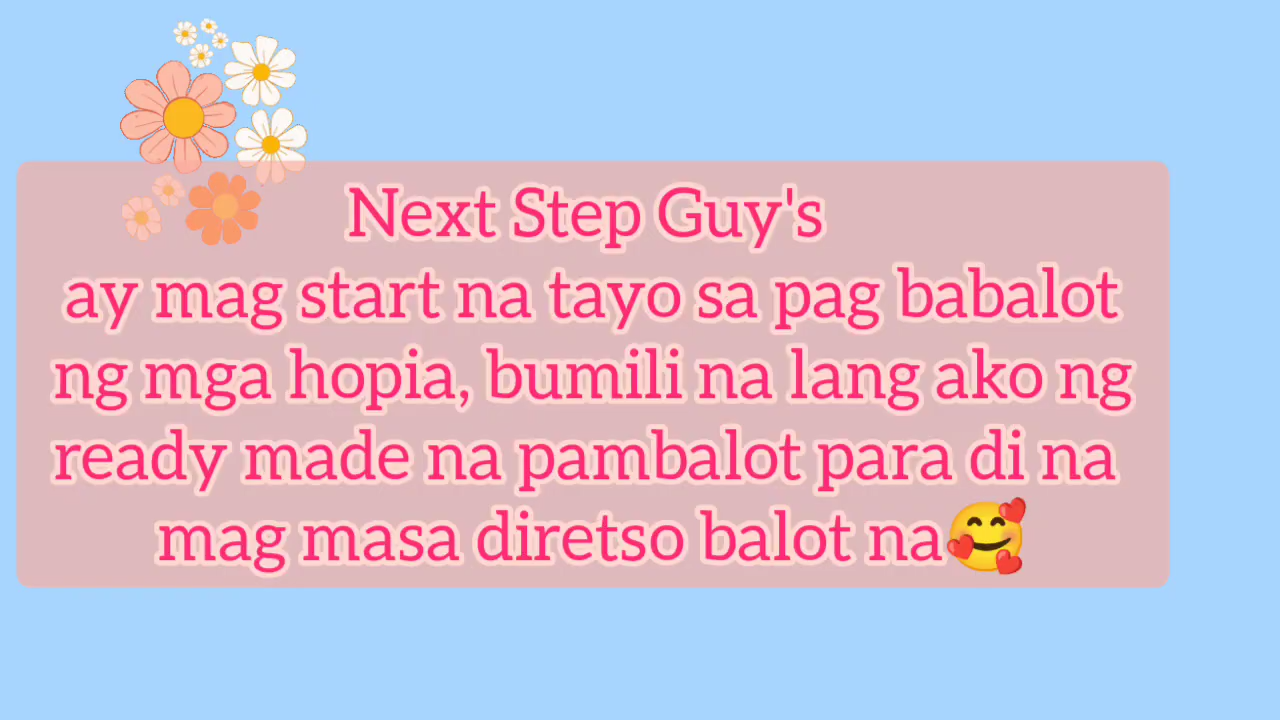 Next Step Guy's
ay mag start na tayo sa pag babalot
ng mga hopia, bumili na lang ako ng
ready made na pambalot para di na
mag masa diretso balot na🥰